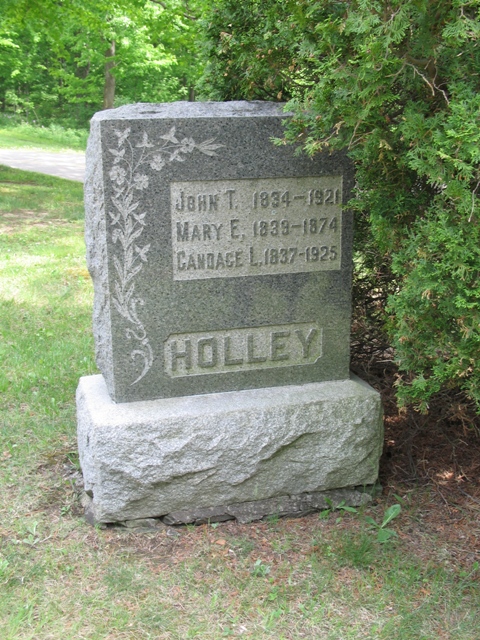 JOHN T. 1834-1921
MARY E. 1839-1874
CANDACE L. 1837-1925
HOLLEY